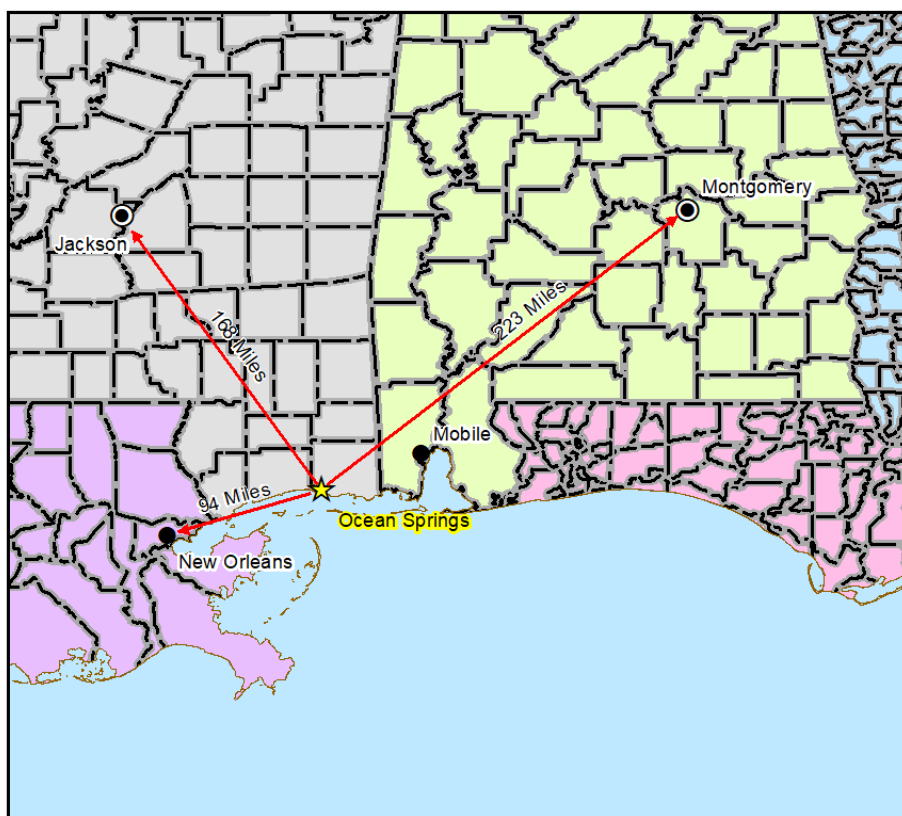 Montgomery
Jackson
223 Miles
168 Miles
Mobile
94 Miles
Ocean Springs
New Orleans